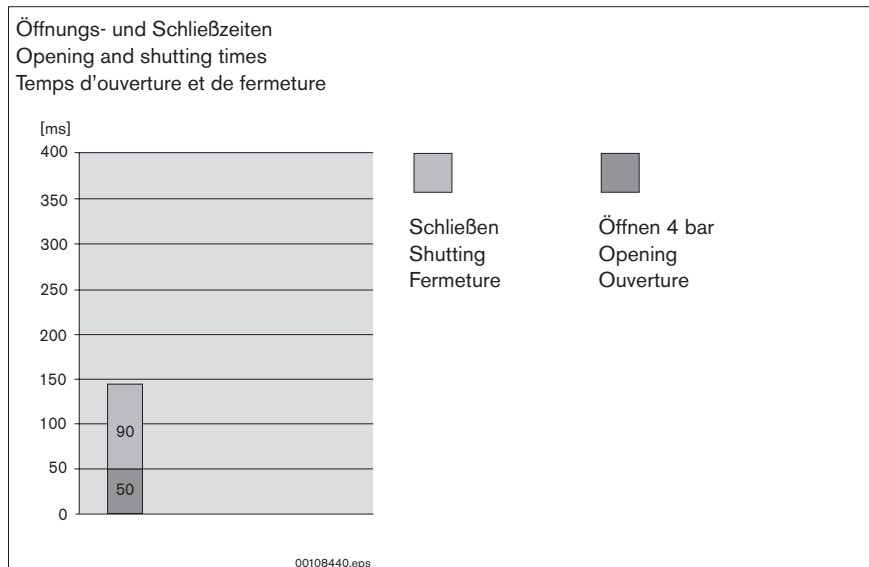 Öffnungs- und Schließzeiten
Opening and shutting times
Temps d'ouverture et de fermeture
[ms]
400
350
300
250
200
150
100
50
0
90
50
Schließen
Shutting
Fermeture
Öffnen 4 bar
Opening
Ouverture
00108440.eps